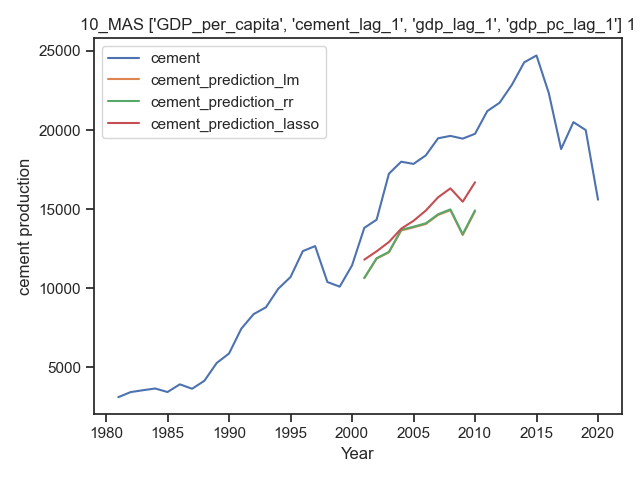 10_MAS ['GDP_per_capita', 'cement_lag_1', 'gdp_lag_1', 'gdp_pc_lag_1'] 1
cement
cement_prediction_lm
cement_prediction_rr
cement_prediction_lasso
25000
20000
15000
10000
5000
cement production
1980 1985 1990 1995 2000 2005 2010 2015 2020
Year